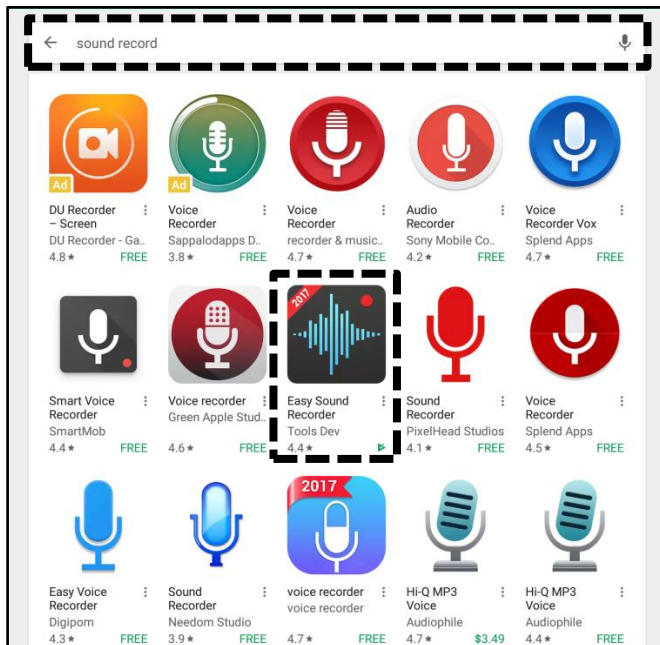 sound record
Ad
Ad
DU Recorder
– Screen
DU Recorder - Ga..
4.8★ FREE
Voice
Recorder
Sappalodapps D..
3.8★ FREE
Voice
Recorder
recorder & music..
4.7★ FREE
Audio
Recorder
Sony Mobile Co..
4.2★ FREE
Voice
Recorder Vox
Splend Apps
4.7★ FREE
2017
Smart Voice
Recorder
SmartMob
4.4★ FREE
Voice recorder
Green Apple Stud..
4.6★ FREE
Easy Sound
Recorder
Tools Dev
4.4★
Sound
Recorder
PixelHead Studios
4.1★ FREE
Voice
Recorder
Splend Apps
4.5★ FREE
2017
Easy Voice
Recorder
Digipom
4.3★ FREE
Sound
Recorder
Needom Studio
3.9★ FREE
voice recorder
voice recorder
4.7★ FREE
Hi-Q MP3
Voice
Audiophile
4.7★ $3.49
Hi-Q MP3
Voice
Audiophile
4.4★ FREE